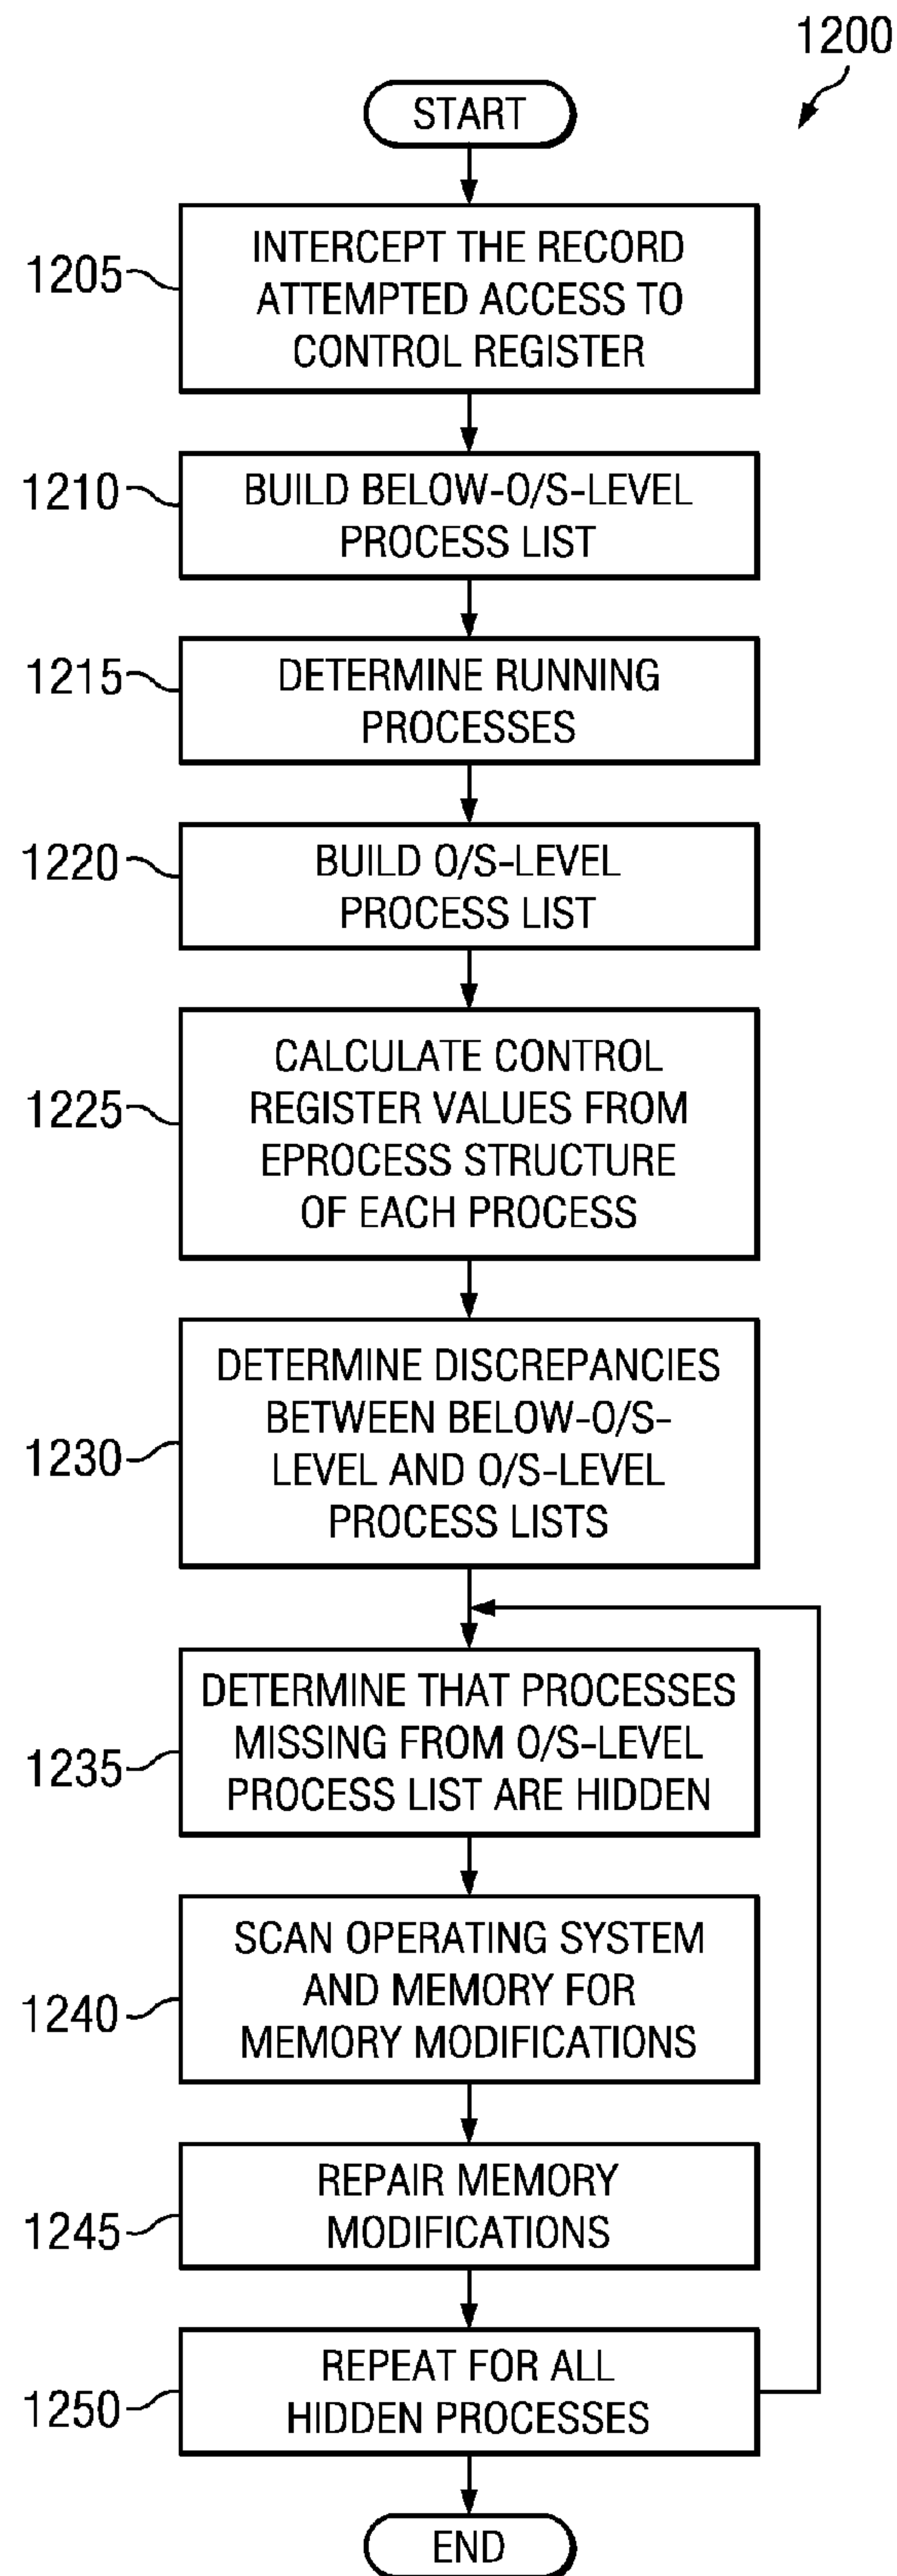 1200
START
1205
INTERCEPT THE RECORD
ATTEMPTED ACCESS TO
CONTROL REGISTER
1210
BUILD BELOW-O/S-LEVEL
PROCESS LIST
1215
DETERMINE RUNNING
PROCESSES
1220
BUILD O/S-LEVEL
PROCESS LIST
1225
CALCULATE CONTROL
REGISTER VALUES FROM
EPROCESS STRUCTURE
OF EACH PROCESS
1230
DETERMINE DISCREPANCIES
BETWEEN BELOW-O/S-
LEVEL AND O/S-LEVEL
PROCESS LISTS
1235
DETERMINE THAT PROCESSES
MISSING FROM O/S-LEVEL
PROCESS LIST ARE HIDDEN
1240
SCAN OPERATING SYSTEM
AND MEMORY FOR
MEMORY MODIFICATIONS
1245
REPAIR MEMORY
MODIFICATIONS
1250
REPEAT FOR ALL
HIDDEN PROCESSES
END